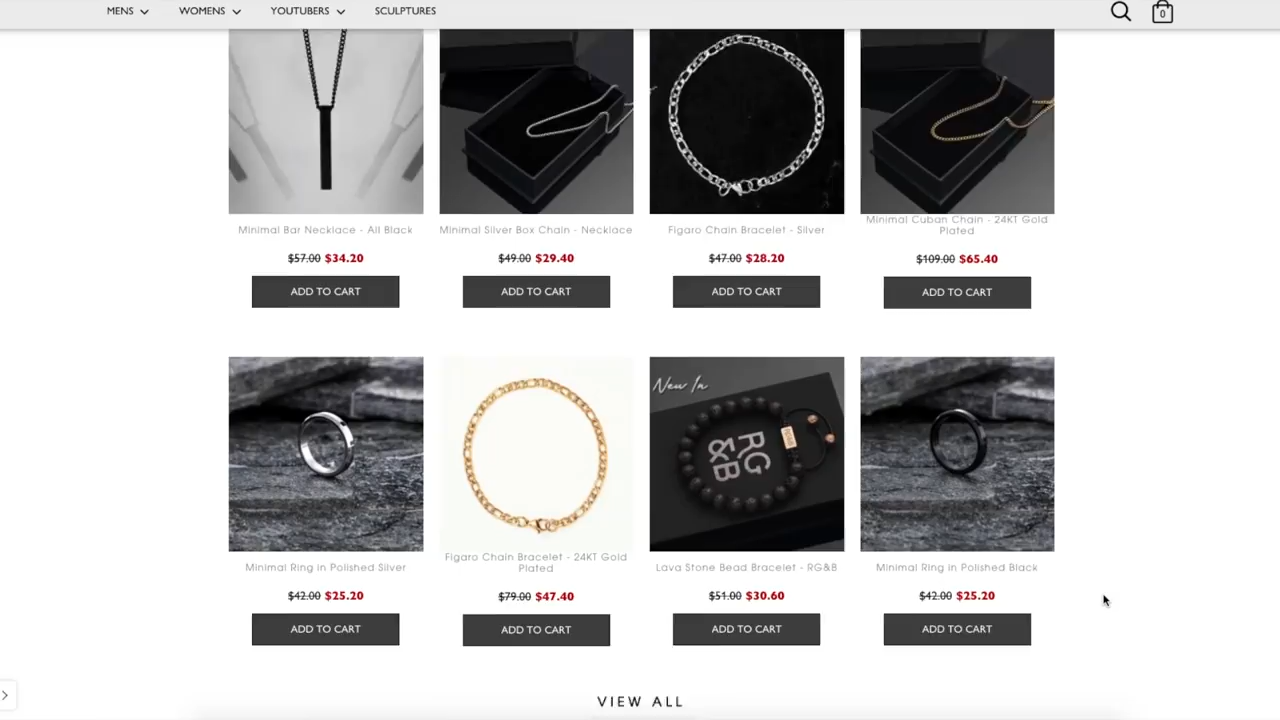 MENS
WOMENS
YOUTUBERS
SCULPTURES
0
Minimal Bar Necklace - All Black
$57.00 $34.20
ADD TO CART
Minimal Silver Box Chain - Necklace
$49.00 $29.40
ADD TO CART
Figaro Chain Bracelet - Silver
$47.00 $28.20
ADD TO CART
Minimal Cuban Chain - 24KT Gold
Plated
$109.00 $65.40
ADD TO CART
Minimal Ring in Polished Silver
$42.00 $25.20
ADD TO CART
Figaro Chain Bracelet - 24KT Gold
Plated
$79.00 $47.40
ADD TO CART
New In
RG
&B
Lava Stone Bead Bracelet - RG&B
$51.00 $30.60
ADD TO CART
Minimal Ring in Polished Black
$42.00 $25.20
ADD TO CART
VIEW ALL